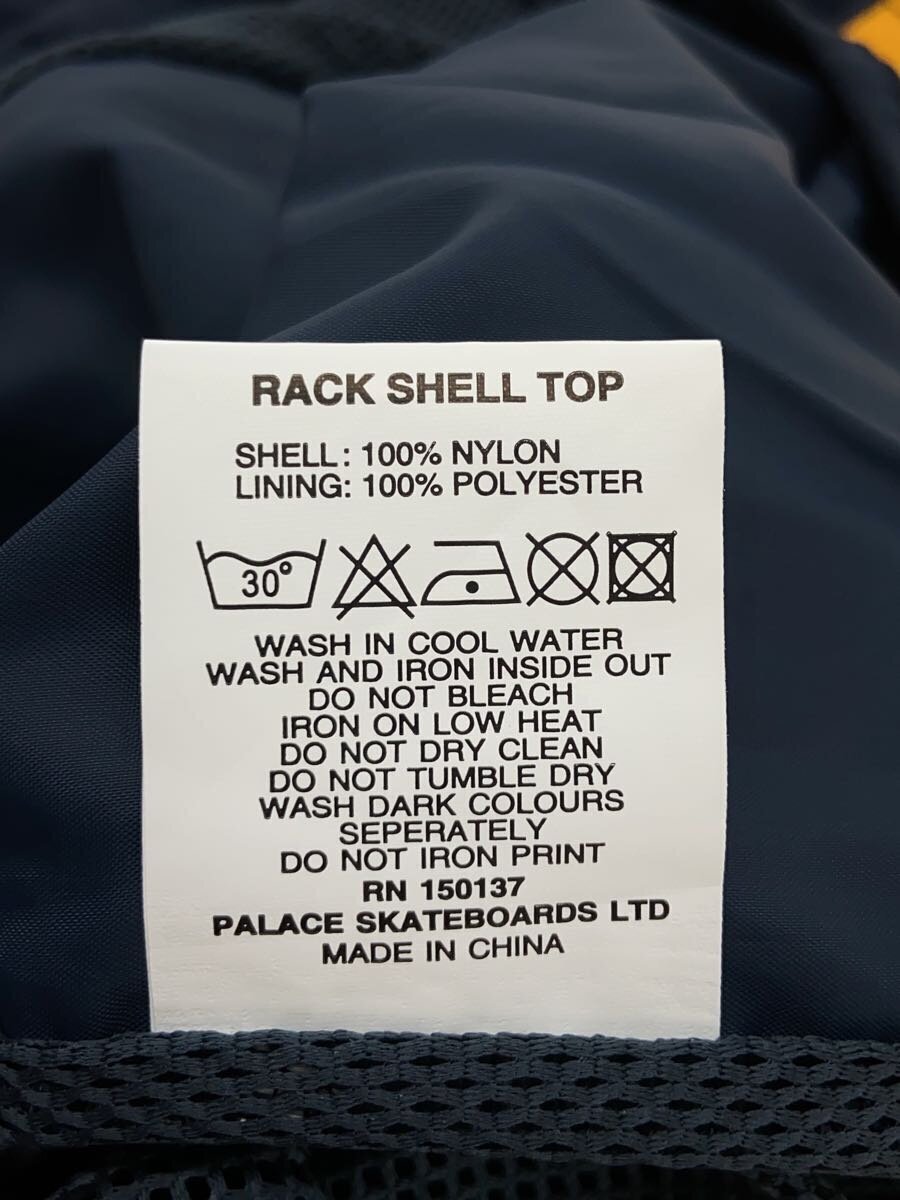 RACK SHELL TOP
SHELL: 100% NYLON
LINING: 100% POLYESTER
30°
WASH IN COOL WATER
WASH AND IRON INSIDE OUT
DO NOT BLEACH
IRON ON LOW HEAT
DO NOT DRY CLEAN
DO NOT TUMBLE DRY
WASH DARK COLOURS
SEPERATELY
DO NOT IRON PRINT
RN 150137
PALACE SKATEBOARDS LTD
MADE IN CHINA